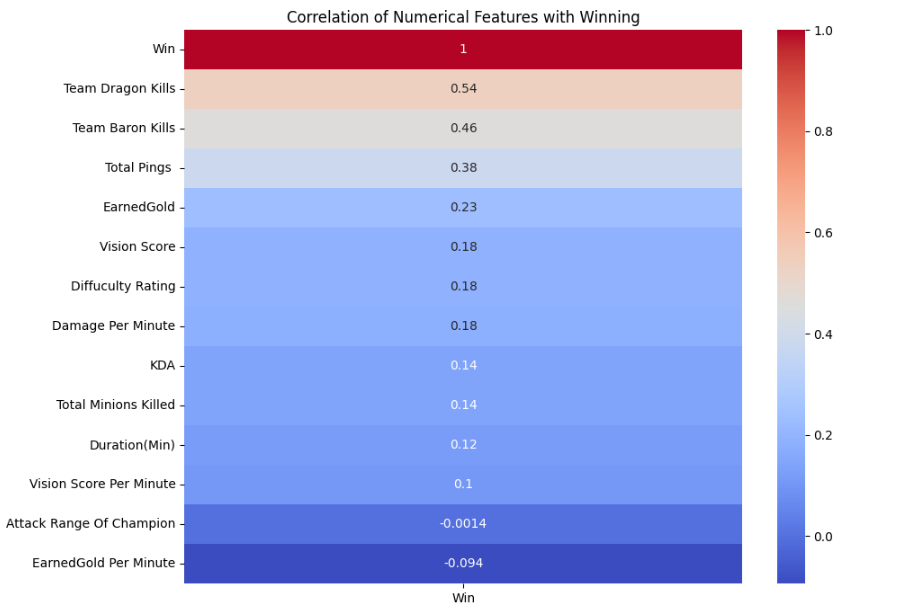 Correlation of Numerical Features with Winning
Win 1
Team Dragon Kills 0.54
Team Baron Kills 0.46
Total Pings 0.38
EarnedGold 0.23
Vision Score 0.18
Diffuculty Rating 0.18
Damage Per Minute 0.18
KDA 0.14
Total Minions Killed 0.14
Duration(Min) 0.12
Vision Score Per Minute 0.1
Attack Range Of Champion -0.0014
EarnedGold Per Minute -0.094
Win
1.0
0.8
0.6
0.4
0.2
0.0